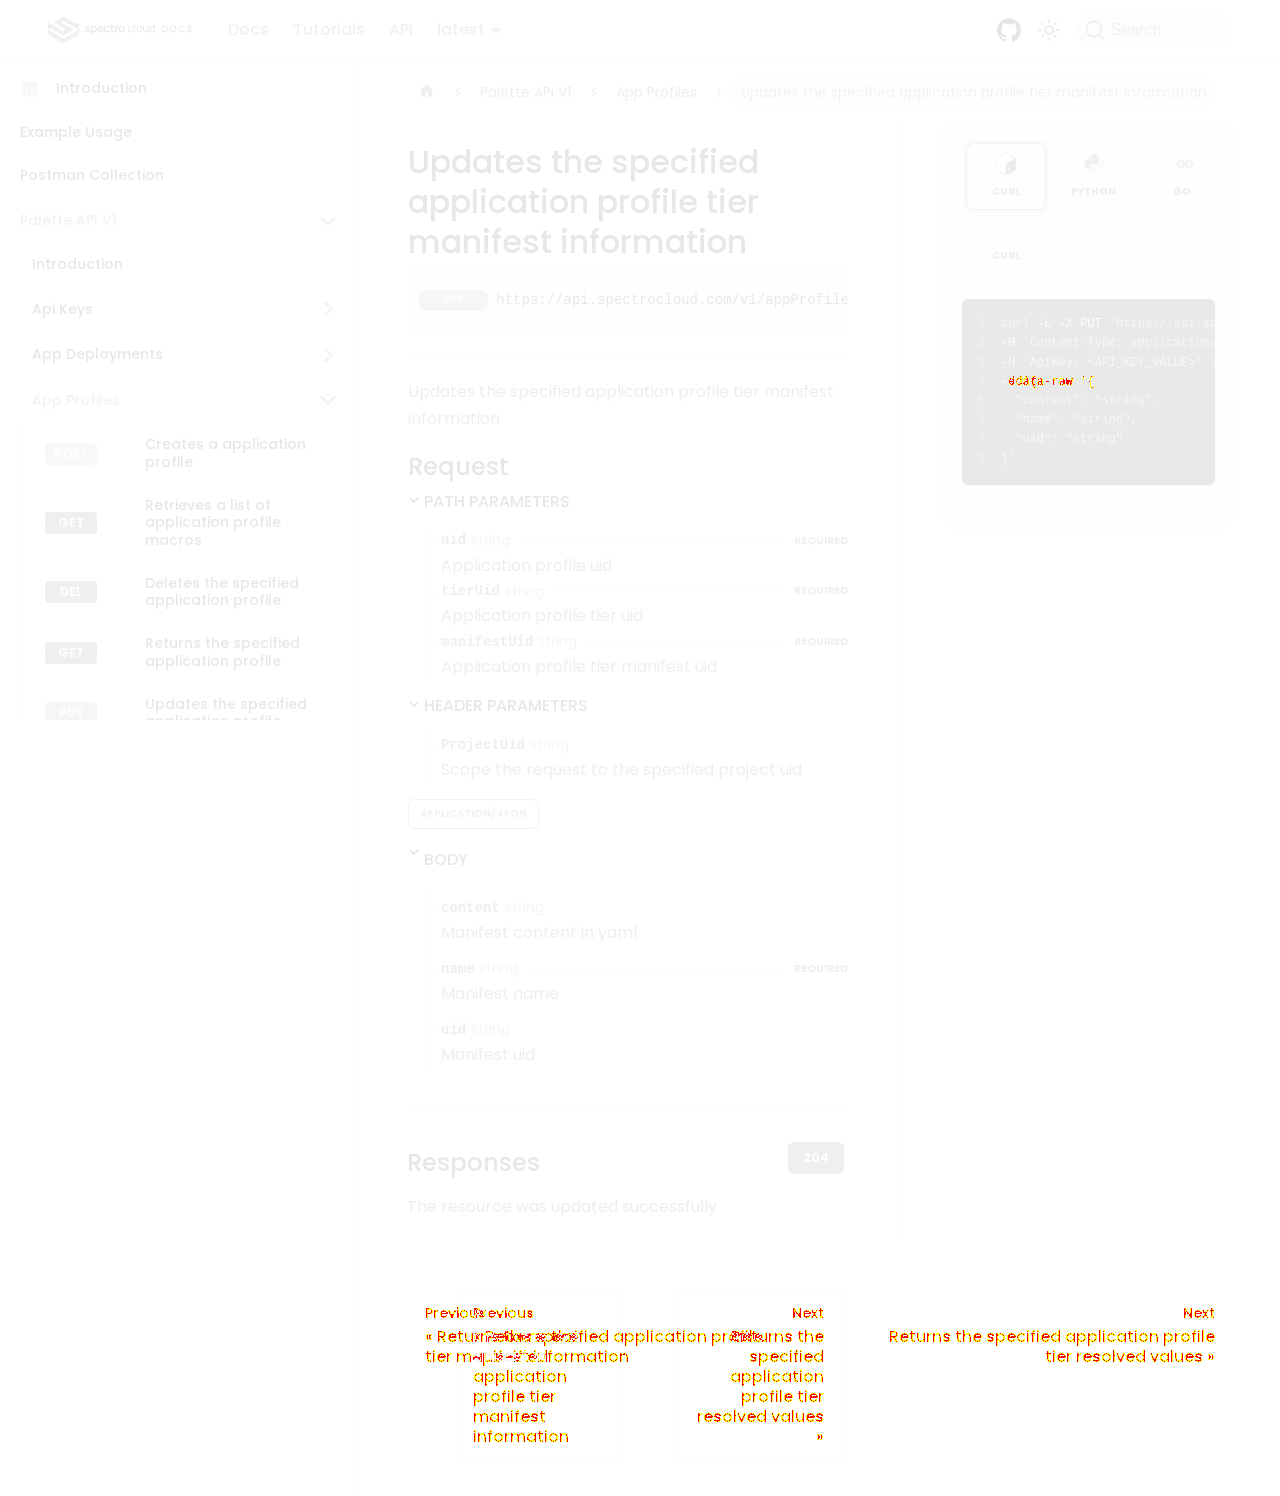 spectro cloud DOCS Docs Tutorials API latest Search
Introduction
Example Usage
Postman Collection
Palette API V1
Introduction
Api Keys
App Deployments
App Profiles
POST Creates a application profile
GET Retrieves a list of application profile macros
DEL Deletes the specified application profile
GET Returns the specified application profile
PUT Updates the specified
Palette API V1 App Profiles Updates the specified application profile tier manifest information
Updates the specified
application profile tier
manifest information
PUT https://api.spectrocloud.com/v1/appProfile
Updates the specified application profile tier manifest
information
Request
PATH PARAMETERS
uid string REQUIRED
Application profile uid
tierUid string REQUIRED
Application profile tier uid
manifestUid string REQUIRED
Application profile tier manifest uid
HEADER PARAMETERS
ProjectUid string
Scope the request to the specified project uid
APPLICATION/JSON
BODY
content string
Manifest content in yaml
name string REQUIRED
Manifest name
uid string
Manifest uid
Responses 204
The resource was updated successfully
CURL PYTHON GO
CURL
1 curl -L -X PUT 'https://api.sp
2 -H 'Content-Type: application/
3 -H 'ApiKey: <API_KEY_VALUE>' \
4
5 "content": "string",
6 "name": "string",
7 "uid": "string"
8 }'
Previous
application
profile tier
manifest
information
Next
Returns the
specified
application
profile tier
resolved values
»
Next
Returns the specified application profile
tier resolved values »